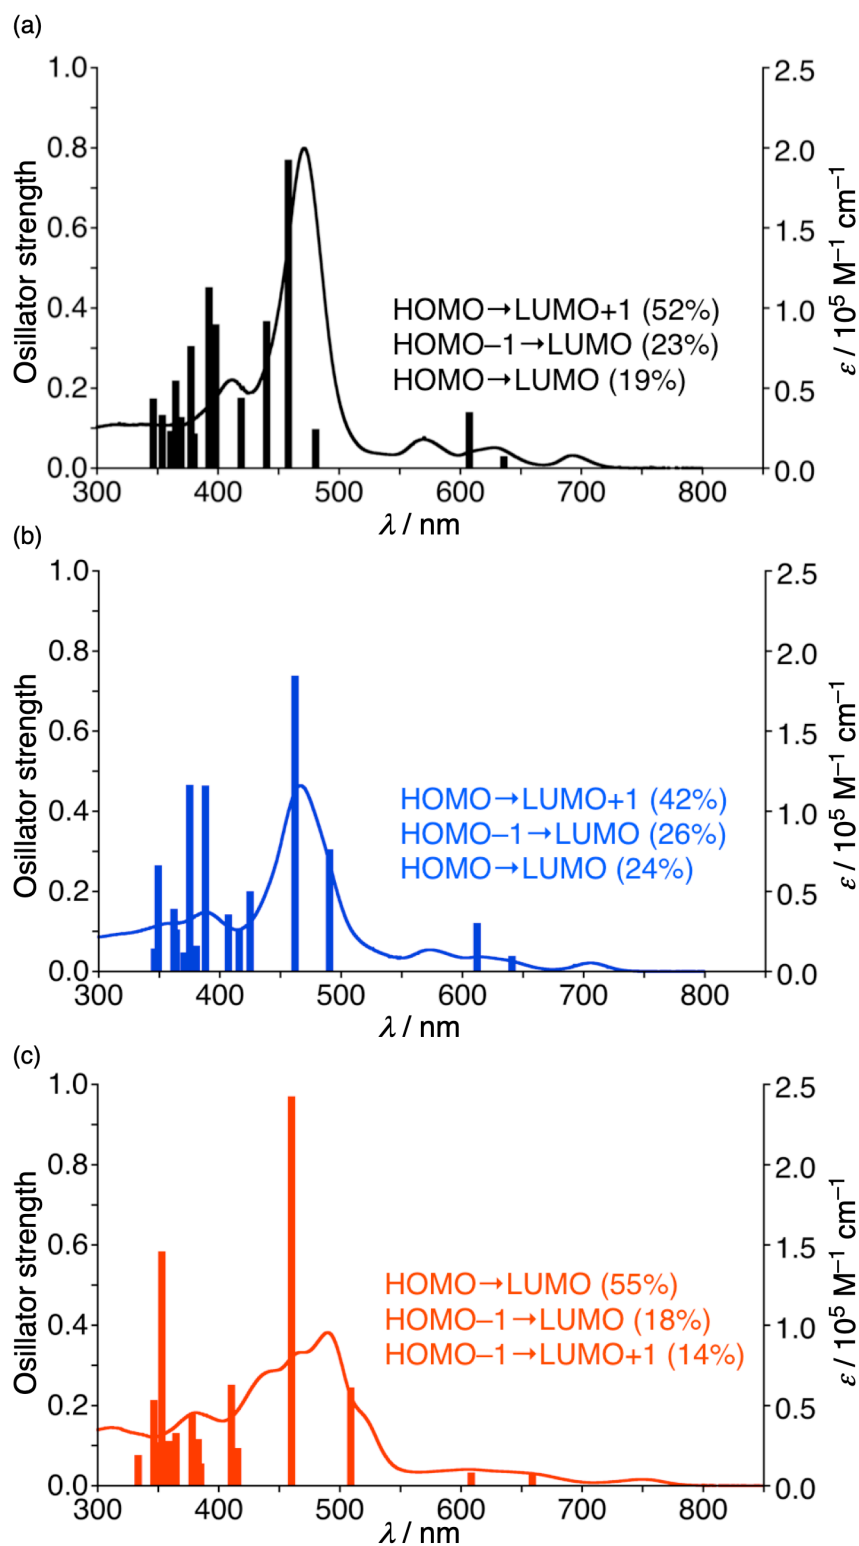 (a)
1.0
0.8
0.6
0.4
0.2
0.0
Osillator strength
2.5
2.0
1.5
1.0
0.5
0.0
ε / 10⁵ M⁻¹ cm⁻¹
HOMO→LUMO+1 (52%)
HOMO–1→LUMO (23%)
HOMO→LUMO (19%)
300 400 500 600 700 800
λ / nm
(b)
1.0
0.8
0.6
0.4
0.2
0.0
Osillator strength
2.5
2.0
1.5
1.0
0.5
0.0
ε / 10⁵ M⁻¹ cm⁻¹
HOMO→LUMO+1 (42%)
HOMO–1→LUMO (26%)
HOMO→LUMO (24%)
300 400 500 600 700 800
λ / nm
(c)
1.0
0.8
0.6
0.4
0.2
0.0
Osillator strength
2.5
2.0
1.5
1.0
0.5
0.0
ε / 10⁵ M⁻¹ cm⁻¹
HOMO→LUMO (55%)
HOMO–1→LUMO (18%)
HOMO–1→LUMO+1 (14%)
300 400 500 600 700 800
λ / nm